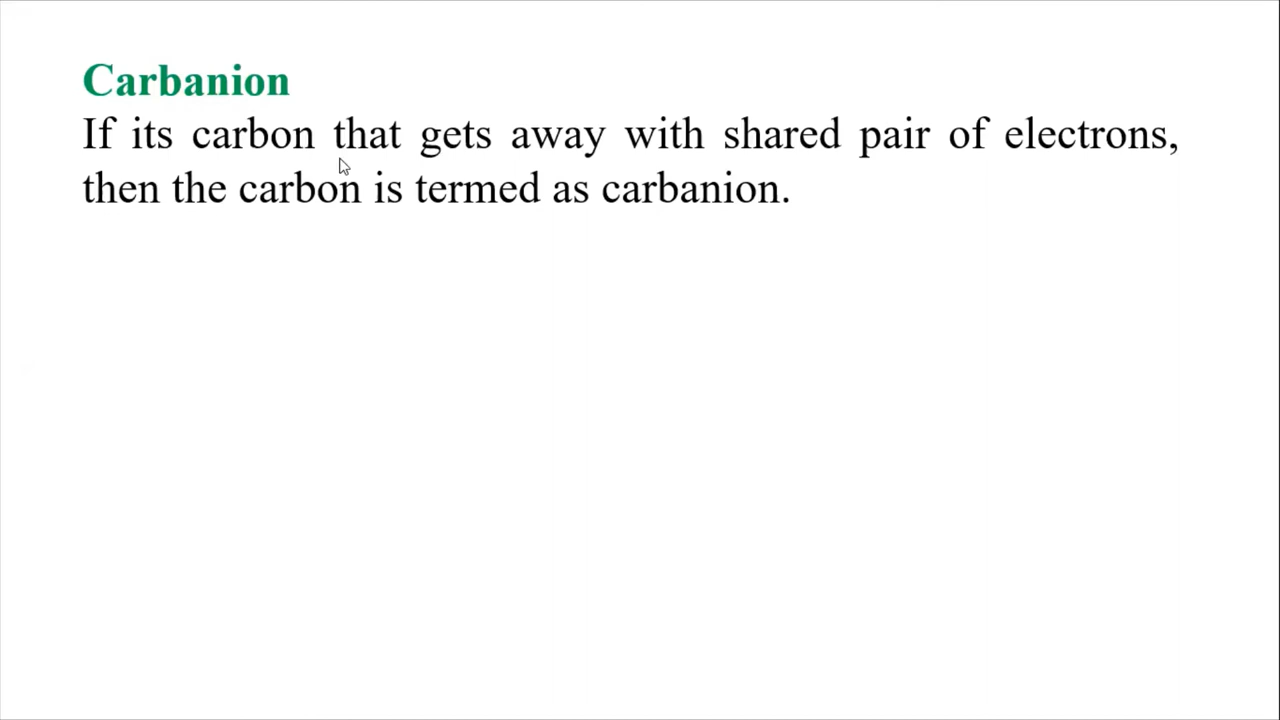 Carbanion
If its carbon that gets away with shared pair of electrons,
then the carbon is termed as carbanion.